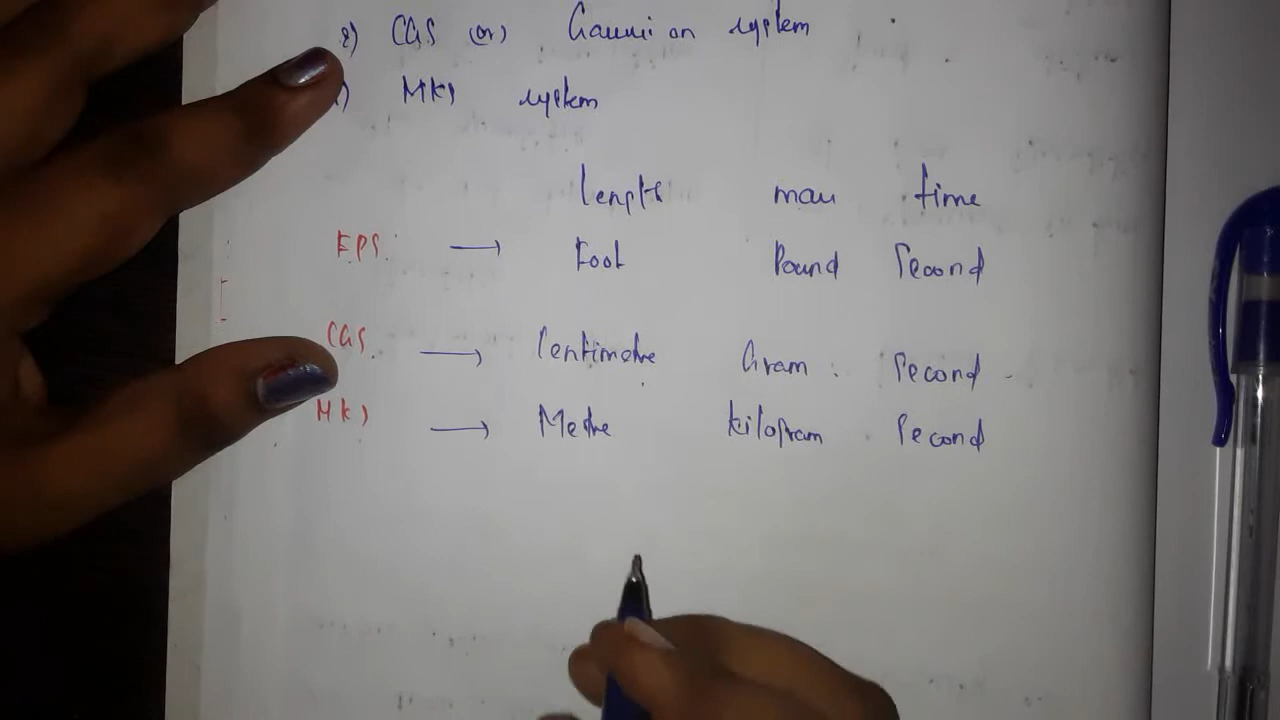 2) CGS (or) Gaussian system
) MKS system
length mass time
FPS → Foot Pound Second
CGS → Centimetre Gram Second
MKS → Metre kilogram Second